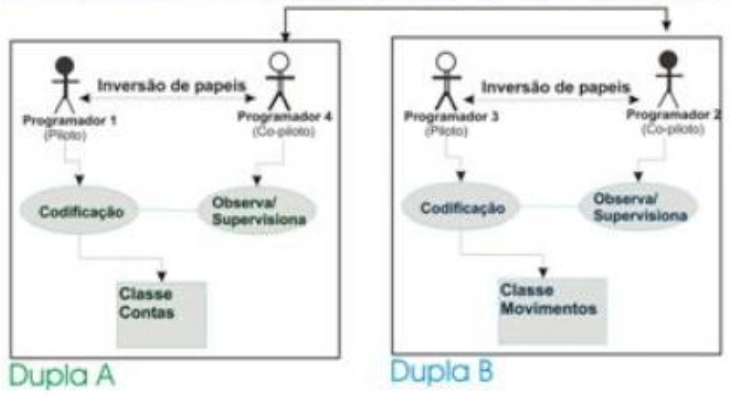 Inversão de papeis
Programador 1
(Piloto)
Programador 4
(Co-piloto)
Codificação
Observa/
Supervisiona
Classe
Contas
Dupla A
Inversão de papeis
Programador 3
(Piloto)
Programador 2
(Co-piloto)
Codificação
Observa/
Supervisiona
Classe
Movimentos
Dupla B